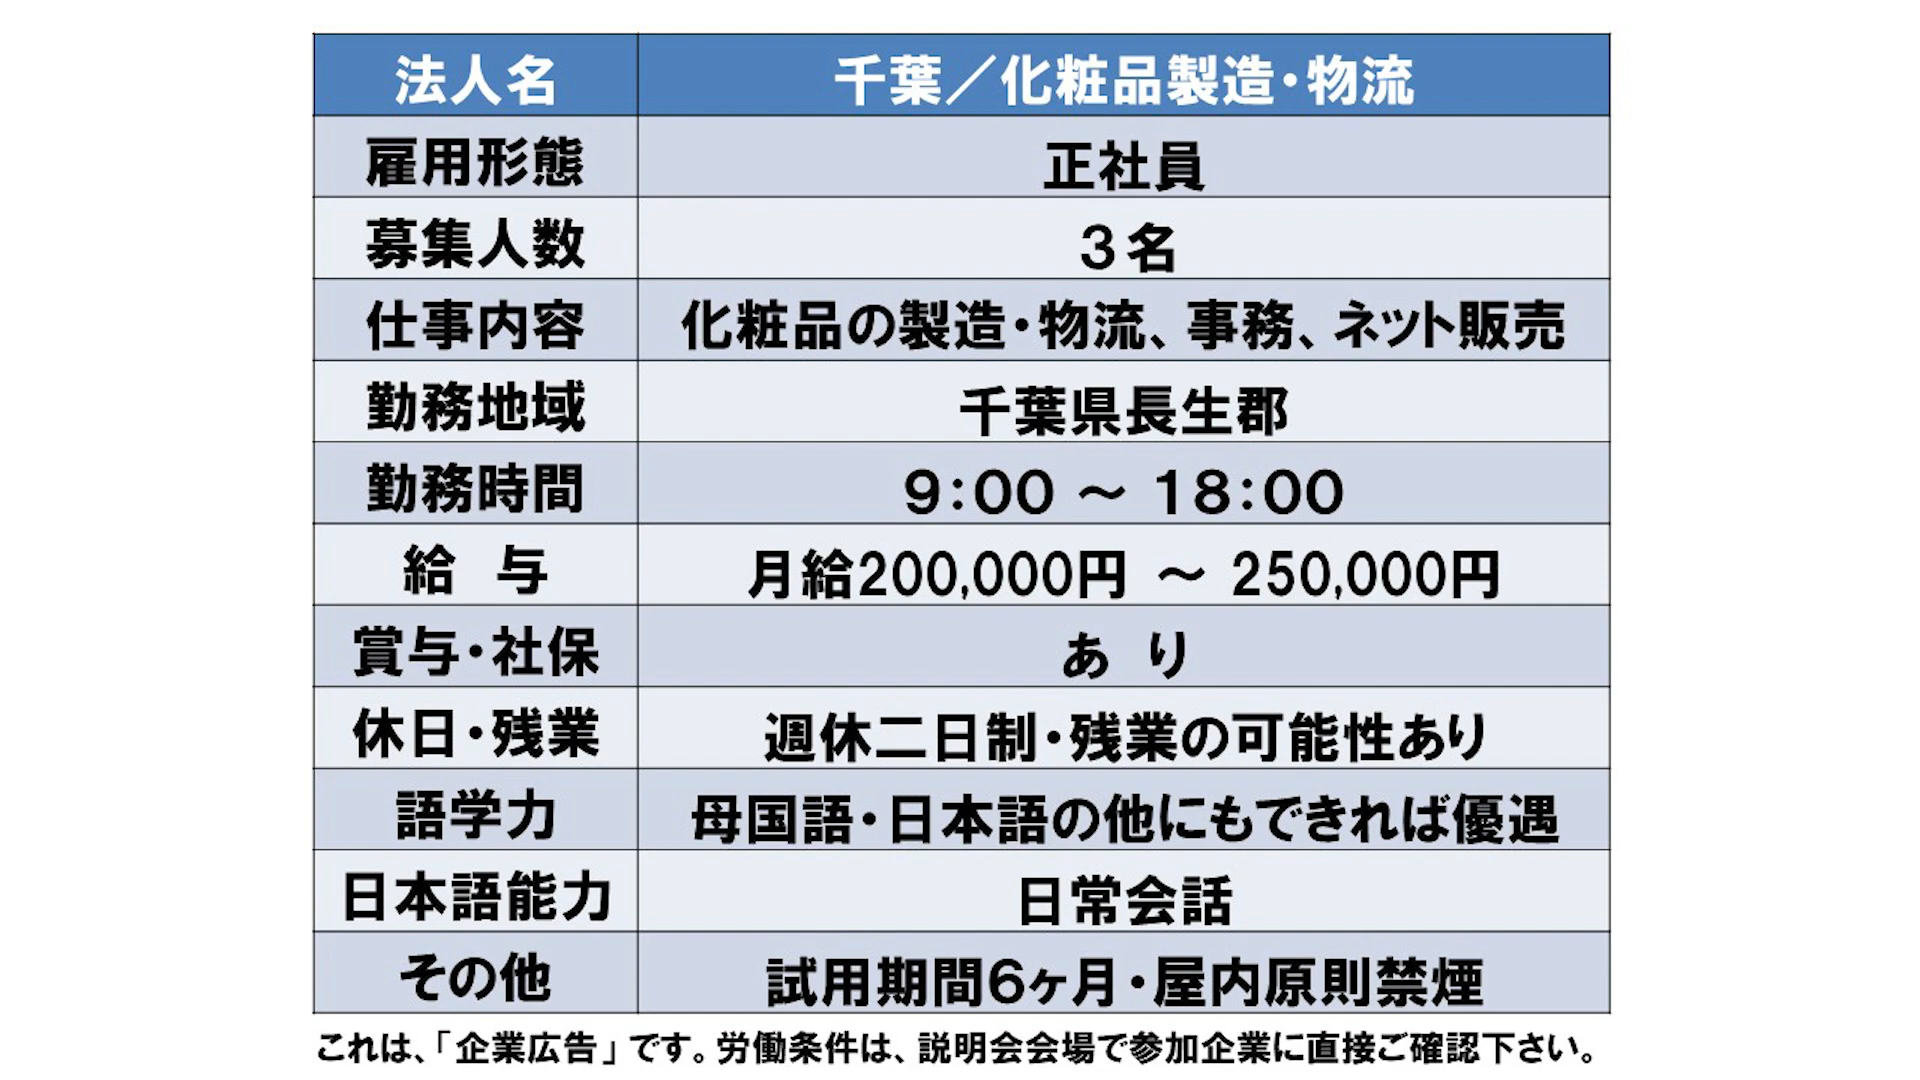 法人名 千葉／化粧品製造・物流
雇用形態 正社員
募集人数 ３名
仕事内容 化粧品の製造・物流、事務、ネット販売
勤務地域 千葉県長生郡
勤務時間 ９：００ ～ １８：００
給　与 月給200,000円 ～ 250,000円
賞与・社保 あ り
休日・残業 週休二日制・残業の可能性あり
語学力 母国語・日本語の他にもできれば優遇
日本語能力 日常会話
その他 試用期間６ヶ月・屋内原則禁煙
これは、「企業広告」です。労働条件は、説明会会場で参加企業に直接ご確認下さい。